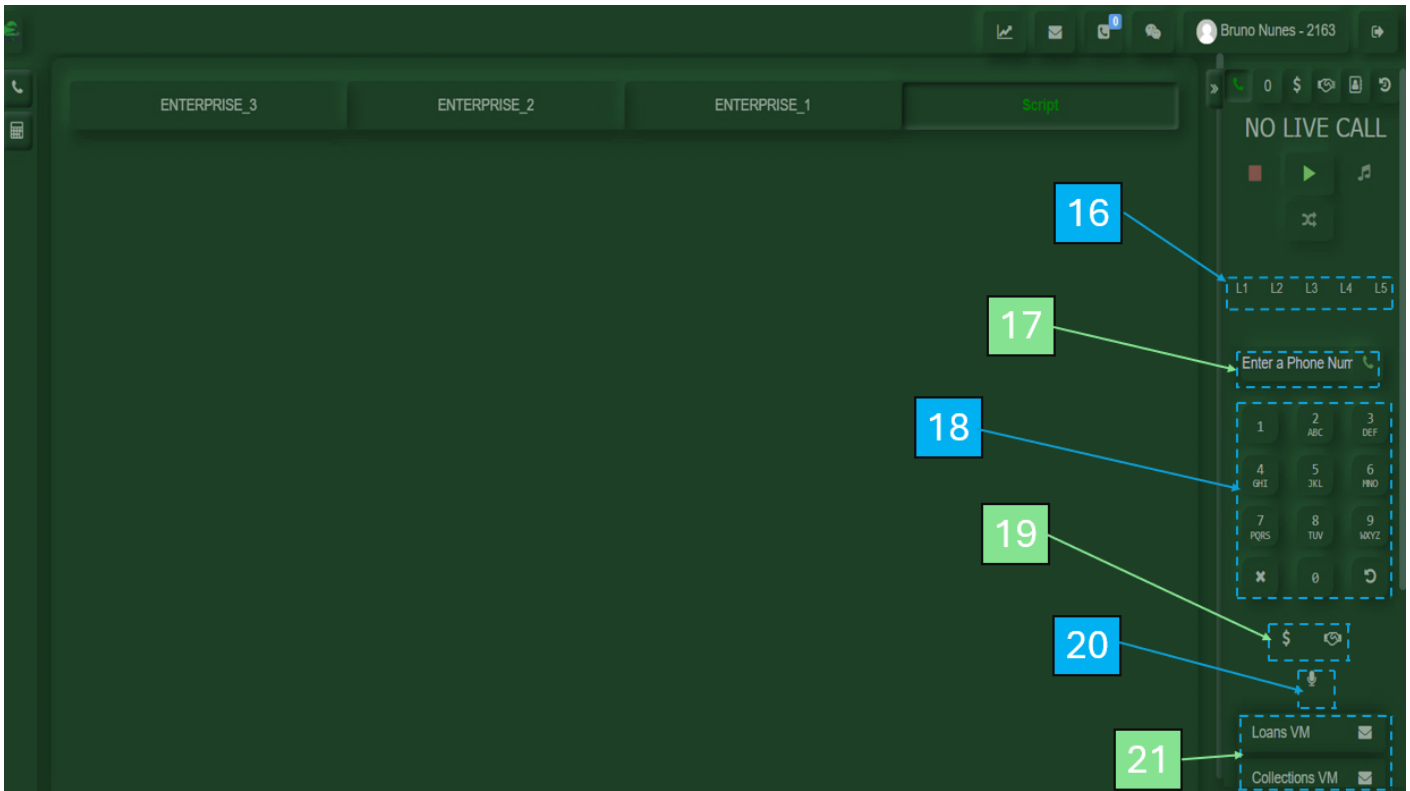 0
Bruno Nunes - 2163
ENTERPRISE_3 ENTERPRISE_2 ENTERPRISE_1 Script
0 $
NO LIVE CALL
16
L1 L2 L3 L4 L5
17
Enter a Phone Num
18
1 2 3
ABC DEF
4 5 6
GHI JKL MNO
7 8 9
PQRS TUV WXYZ
0
19
$
20
Loans VM
21
Collections VM